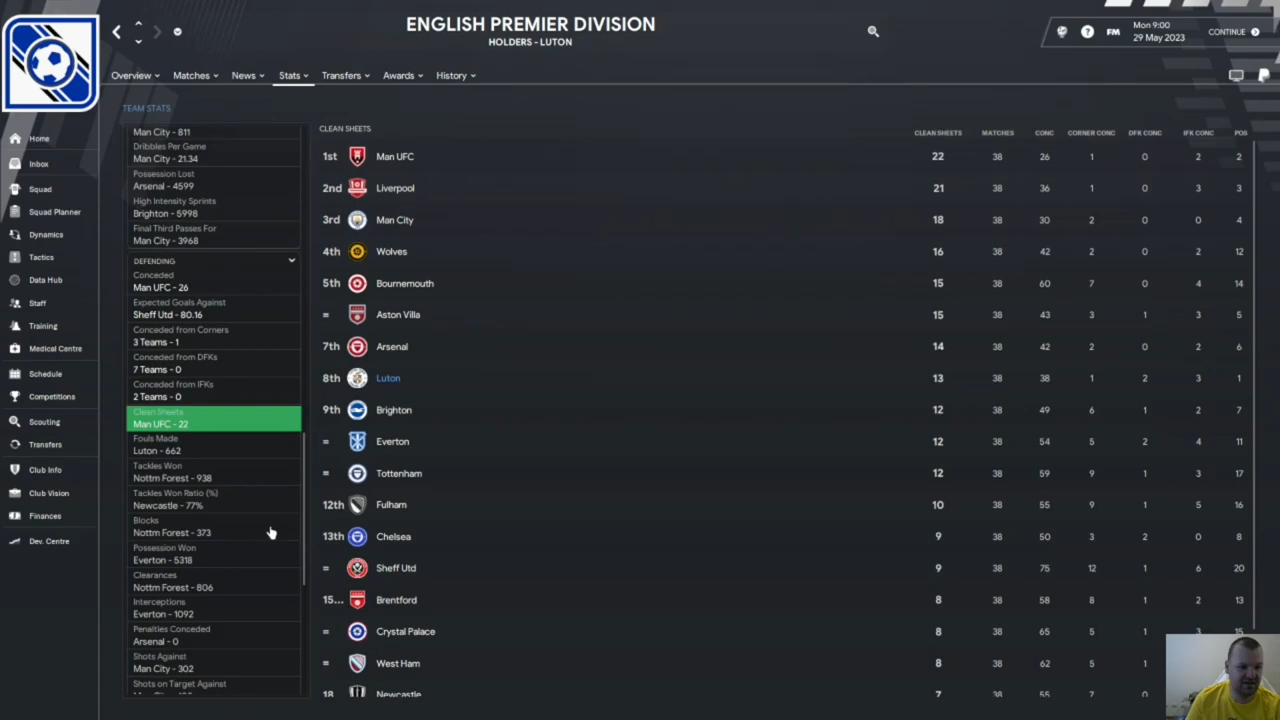 ENGLISH PREMIER DIVISION
HOLDERS - LUTON
Mon 9:00
29 May 2023
FM
CONTINUE
Overview
Matches
News
Stats
Transfers
Awards
History
TEAM STATS
Home
Inbox
Squad
Squad Planner
Dynamics
Tactics
Data Hub
Staff
Training
Medical Centre
Schedule
Competitions
Scouting
Transfers
Club Info
Club Vision
Finances
Dev. Centre
Man City - 811
Dribbles Per Game
Man City - 21.34
Possession Lost
Arsenal - 4599
High Intensity Sprints
Brighton - 5998
Final Third Passes For
Man City - 3968
DEFENDING
Conceded
Man UFC - 26
Expected Goals Against
Sheff Utd - 80.16
Conceded from Corners
3 Teams - 1
Conceded from DFKs
7 Teams - 0
Conceded from IFKs
2 Teams - 0
Clean Sheets
Man UFC - 22
Fouls Made
Luton - 662
Tackles Won
Nottm Forest - 938
Tackles Won Ratio (%)
Newcastle - 77%
Blocks
Nottm Forest - 373
Possession Won
Everton - 5318
Clearances
Nottm Forest - 806
Interceptions
Everton - 1092
Penalties Conceded
Arsenal - 0
Shots Against
Man City - 302
Shots on Target Against
CLEAN SHEETS CLEAN SHEETS MATCHES CONC CORNER CONC DFK CONC IFK CONC POS
1st Man UFC 22 38 26 1 0 2 2
2nd Liverpool 21 38 36 1 0 3 3
3rd Man City 18 38 30 2 0 0 4
4th Wolves 16 38 42 2 0 2 12
5th Bournemouth 15 38 60 7 0 4 14
= Aston Villa 15 38 43 3 1 3 5
7th Arsenal 14 38 42 2 0 2 6
8th Luton 13 38 38 1 2 3 1
9th Brighton 12 38 49 6 1 2 7
= Everton 12 38 54 5 2 4 11
= Tottenham 12 38 59 9 1 3 17
12th Fulham 10 38 55 9 1 5 16
13th Chelsea 9 38 50 3 2 0 8
= Sheff Utd 9 38 75 12 1 6 20
15... Brentford 8 38 58 8 1 2 13
= Crystal Palace 8 38 65 5 1 3 15
= West Ham 8 38 62 5 1
18 Newcastle 7 38 55 7 0